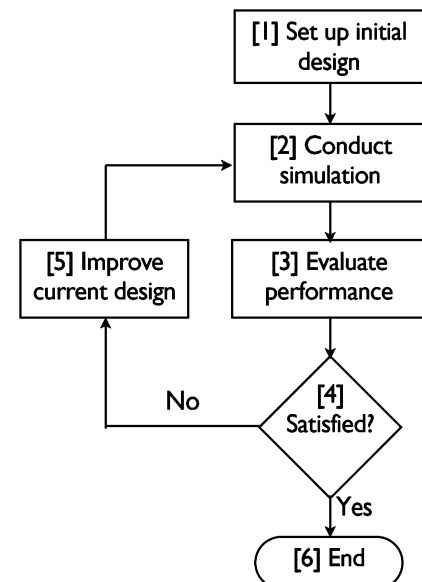 [1] Set up initial
design
[2] Conduct
simulation
[3] Evaluate
performance
[5] Improve
current design
[4]
Satisfied?
No
Yes
[6] End